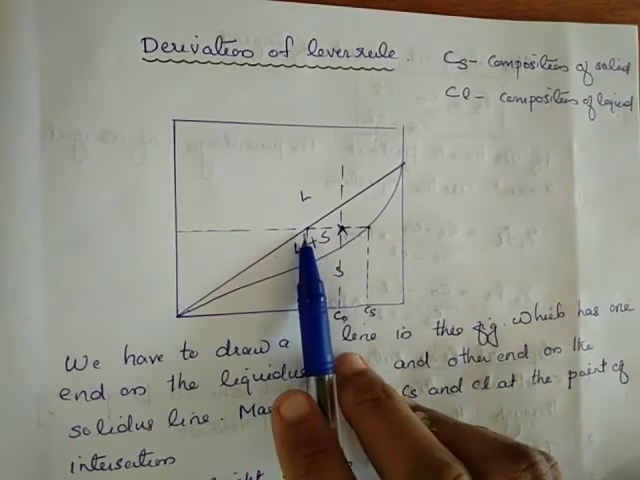 Derivation of lever rule.
Cs - composition of solid
Cl - composition of liquid
L
L+S
S
Co
Cs
We have to draw a line in the fig. which has one
end on the liquidus and other end on the
solidus line. Cs and Cl at the point of
intersection